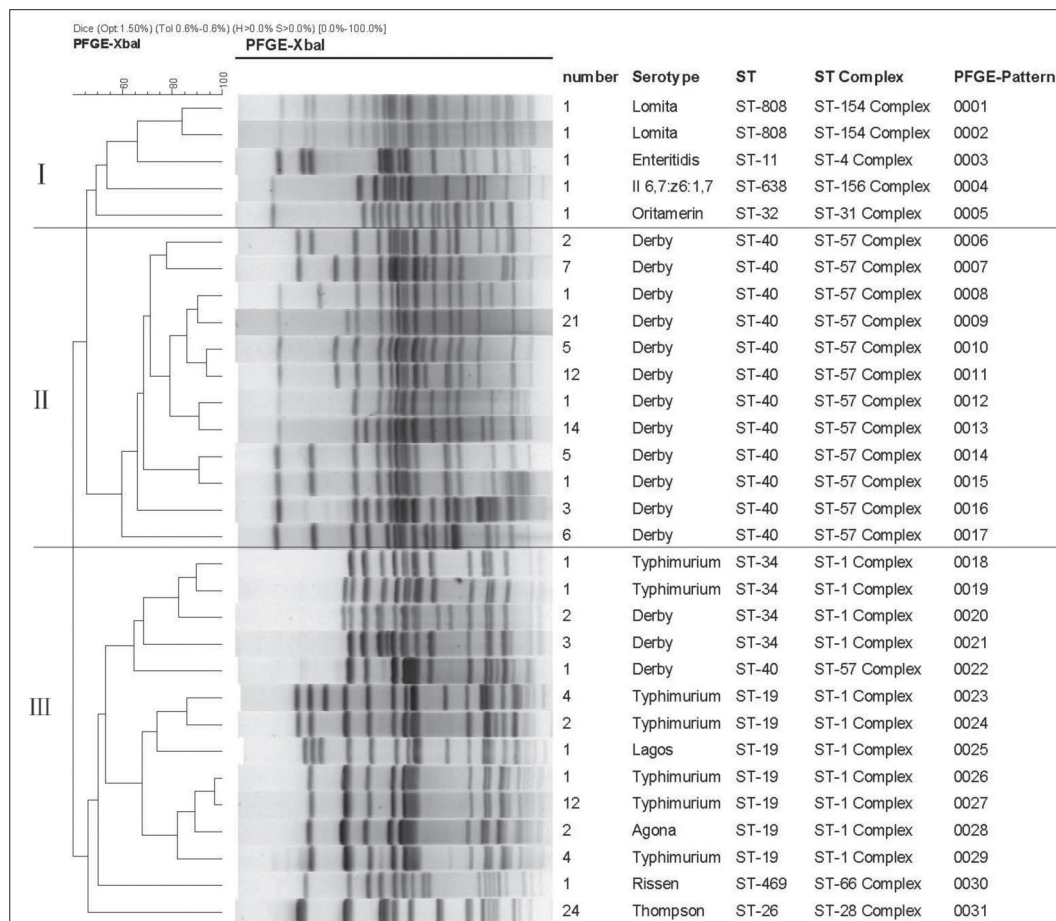 Dice (Opt:1.50%) (Tol 0.6%-0.6%) (H>0.0% S>0.0%) [0.0%-100.0%]
PFGE-XbaI PFGE-XbaI
60 80 100
number Serotype ST ST Complex PFGE-Pattern
1 Lomita ST-808 ST-154 Complex 0001
1 Lomita ST-808 ST-154 Complex 0002
I
1 Enteritidis ST-11 ST-4 Complex 0003
1 II 6,7:z6:1,7 ST-638 ST-156 Complex 0004
1 Oritamerin ST-32 ST-31 Complex 0005
2 Derby ST-40 ST-57 Complex 0006
7 Derby ST-40 ST-57 Complex 0007
1 Derby ST-40 ST-57 Complex 0008
21 Derby ST-40 ST-57 Complex 0009
5 Derby ST-40 ST-57 Complex 0010
12 Derby ST-40 ST-57 Complex 0011
II
1 Derby ST-40 ST-57 Complex 0012
14 Derby ST-40 ST-57 Complex 0013
5 Derby ST-40 ST-57 Complex 0014
1 Derby ST-40 ST-57 Complex 0015
3 Derby ST-40 ST-57 Complex 0016
6 Derby ST-40 ST-57 Complex 0017
1 Typhimurium ST-34 ST-1 Complex 0018
1 Typhimurium ST-34 ST-1 Complex 0019
2 Derby ST-34 ST-1 Complex 0020
3 Derby ST-34 ST-1 Complex 0021
1 Derby ST-40 ST-57 Complex 0022
III
4 Typhimurium ST-19 ST-1 Complex 0023
2 Typhimurium ST-19 ST-1 Complex 0024
1 Lagos ST-19 ST-1 Complex 0025
1 Typhimurium ST-19 ST-1 Complex 0026
12 Typhimurium ST-19 ST-1 Complex 0027
2 Agona ST-19 ST-1 Complex 0028
4 Typhimurium ST-19 ST-1 Complex 0029
1 Rissen ST-469 ST-66 Complex 0030
24 Thompson ST-26 ST-28 Complex 0031